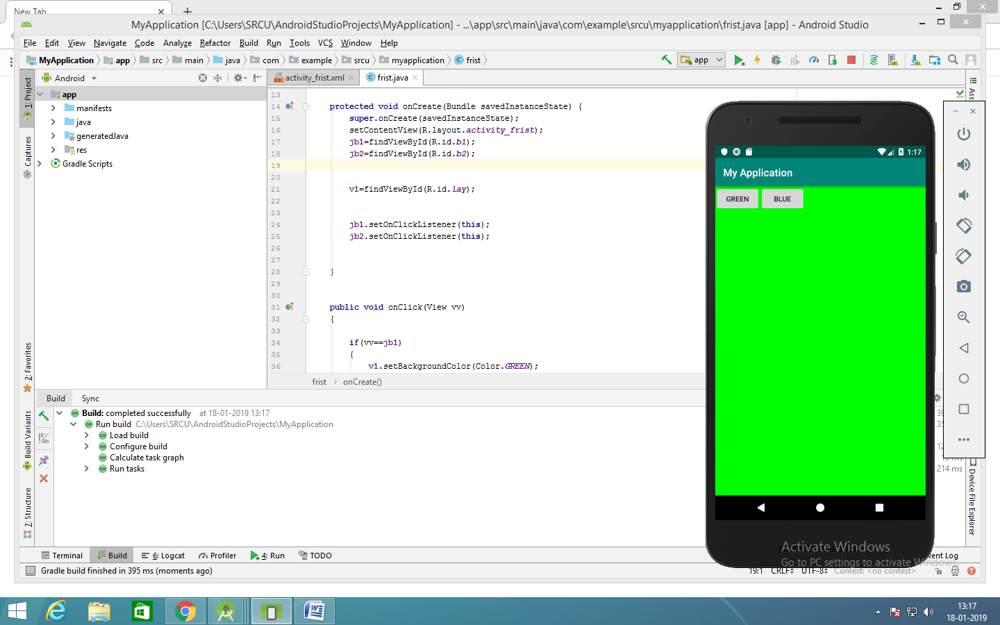 New Tab
MyApplication [C:\Users\SRCU\AndroidStudioProjects\MyApplication] - ...\app\src\main\java\com\example\srcu\myapplication\frist.java [app] - Android Studio
File Edit View Navigate Code Analyze Refactor Build Run Tools VCS Window Help
MyApplication app src main java com example srcu myapplication frist app
1: Project
Captures
2: Favorites
Build Variants
7: Structure
Android
app
manifests
java
generatedJava
res
Gradle Scripts
activity_frist.xml
frist.java
13
14 protected void onCreate(Bundle savedInstanceState) {
15 super.onCreate(savedInstanceState);
16 setContentView(R.layout.activity_frist);
17 jb1=findViewById(R.id.b1);
18 jb2=findViewById(R.id.b2);
19
20
21 v1=findViewById(R.id.lay);
22
23
24 jb1.setOnClickListener(this);
25 jb2.setOnClickListener(this);
26
27
28 }
29
30
31 public void onClick(View vv)
32 {
33
34 if(vv==jb1)
35 {
36 v1.setBackgroundColor(Color.GREEN);
frist onCreate()
1:17
My Application
GREEN BLUE
Build Sync
Build: completed successfully at 18-01-2019 13:17
Run build C:\Users\SRCU\AndroidStudioProjects\MyApplication
Load build
Configure build
Calculate task graph
Run tasks
214 ms
Device File Explorer
Activate Windows
Go to PC settings to activate Windows.
Terminal Build 6: Logcat Profiler 4: Run TODO
Gradle build finished in 395 ms (moments ago)
19:1 CRLF UTF-8 Context: <no context>
13:17
18-01-2019